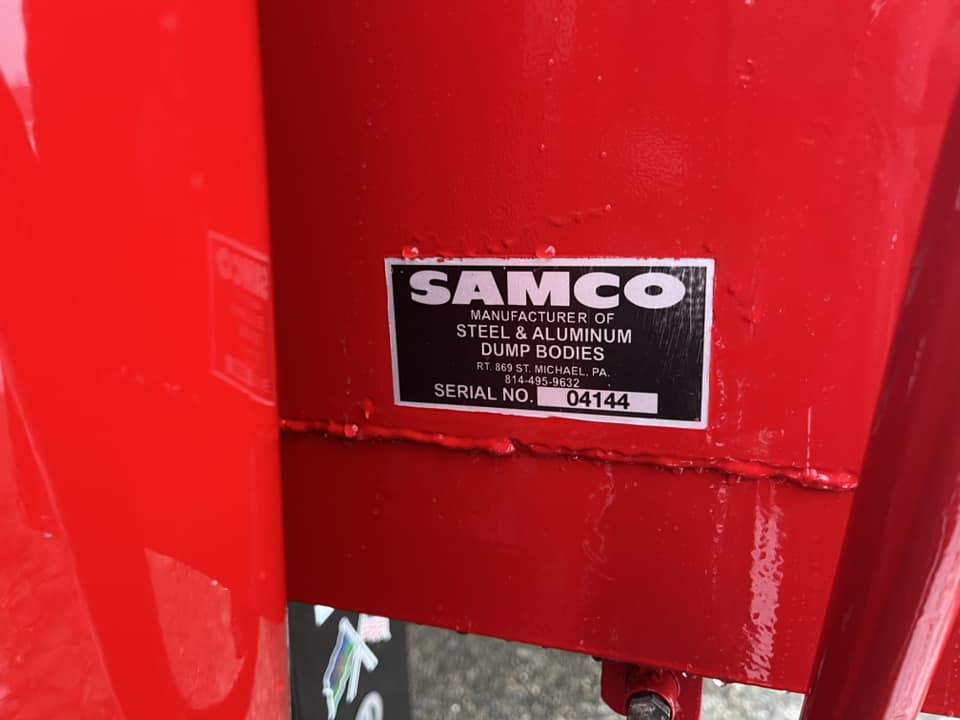 SAMCO
MANUFACTURER OF
STEEL & ALUMINUM
DUMP BODIES
RT. 869 ST. MICHAEL, PA.
814-495-9632
SERIAL NO. 04144